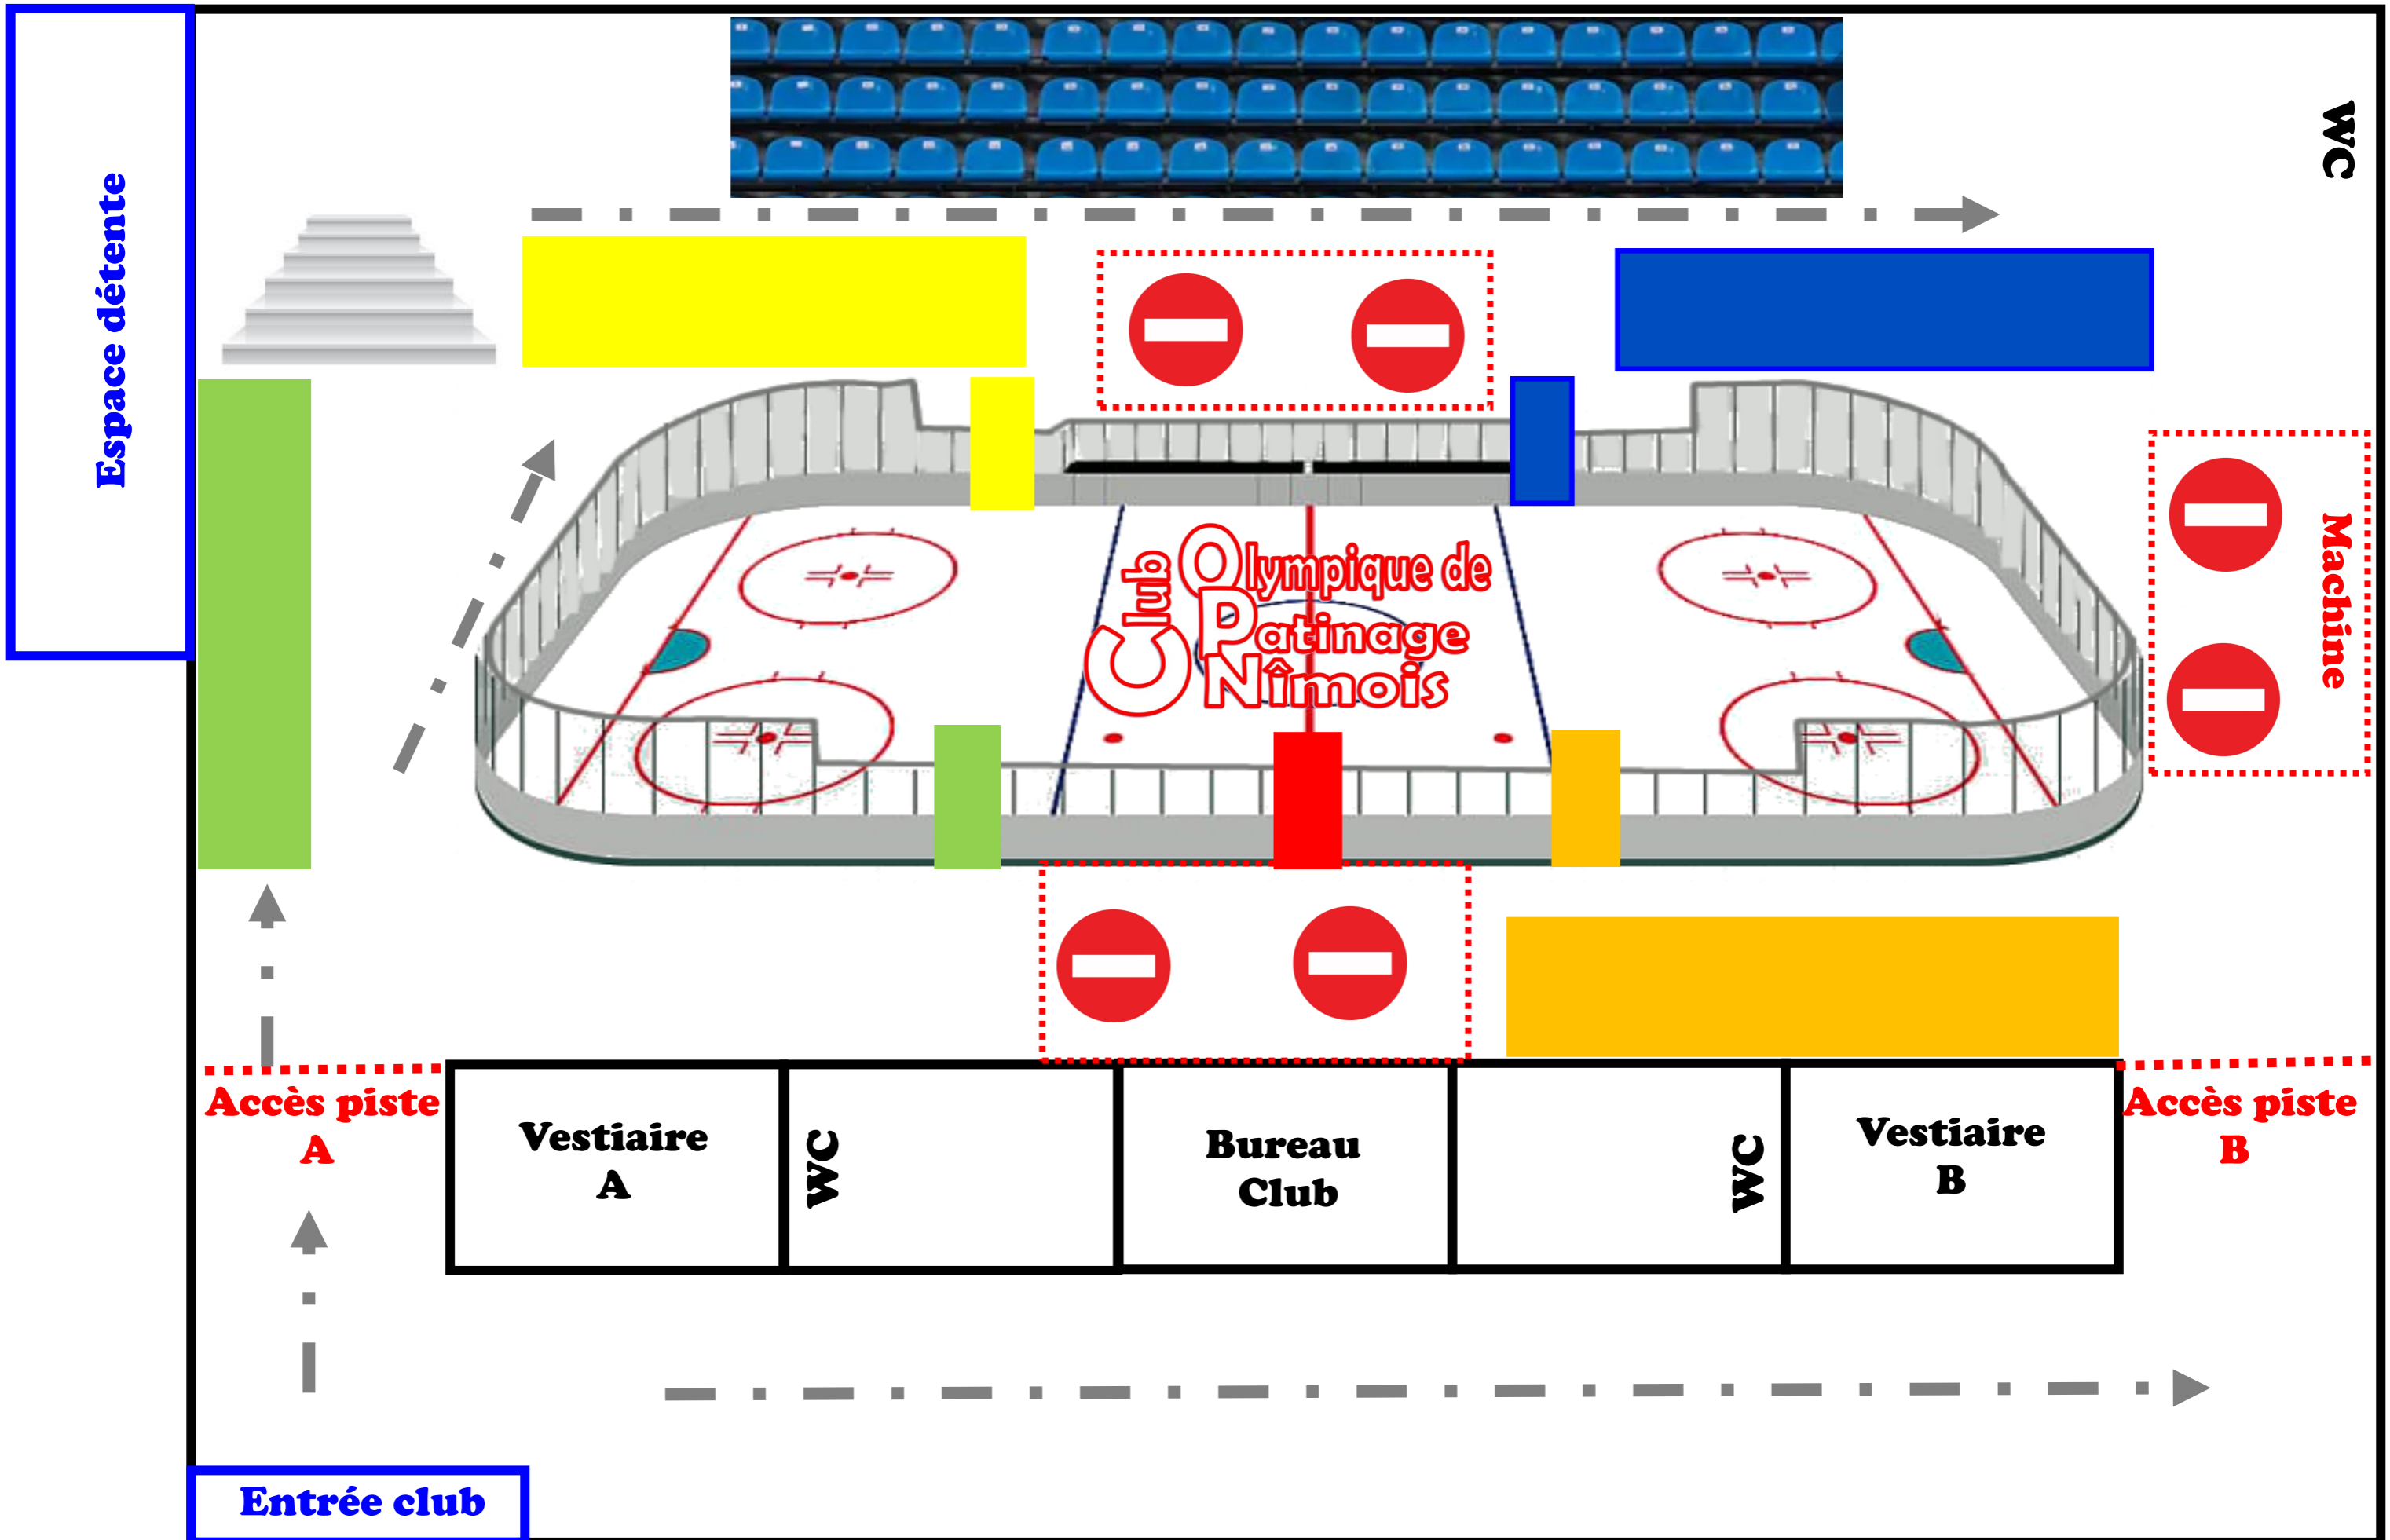 WC
Espace détente
Machine
Club Olympique de
Patinage
Nîmois
Accès piste
A
Vestiaire
A
WC
Bureau
Club
WC
Vestiaire
B
Accès piste
B
Entrée club